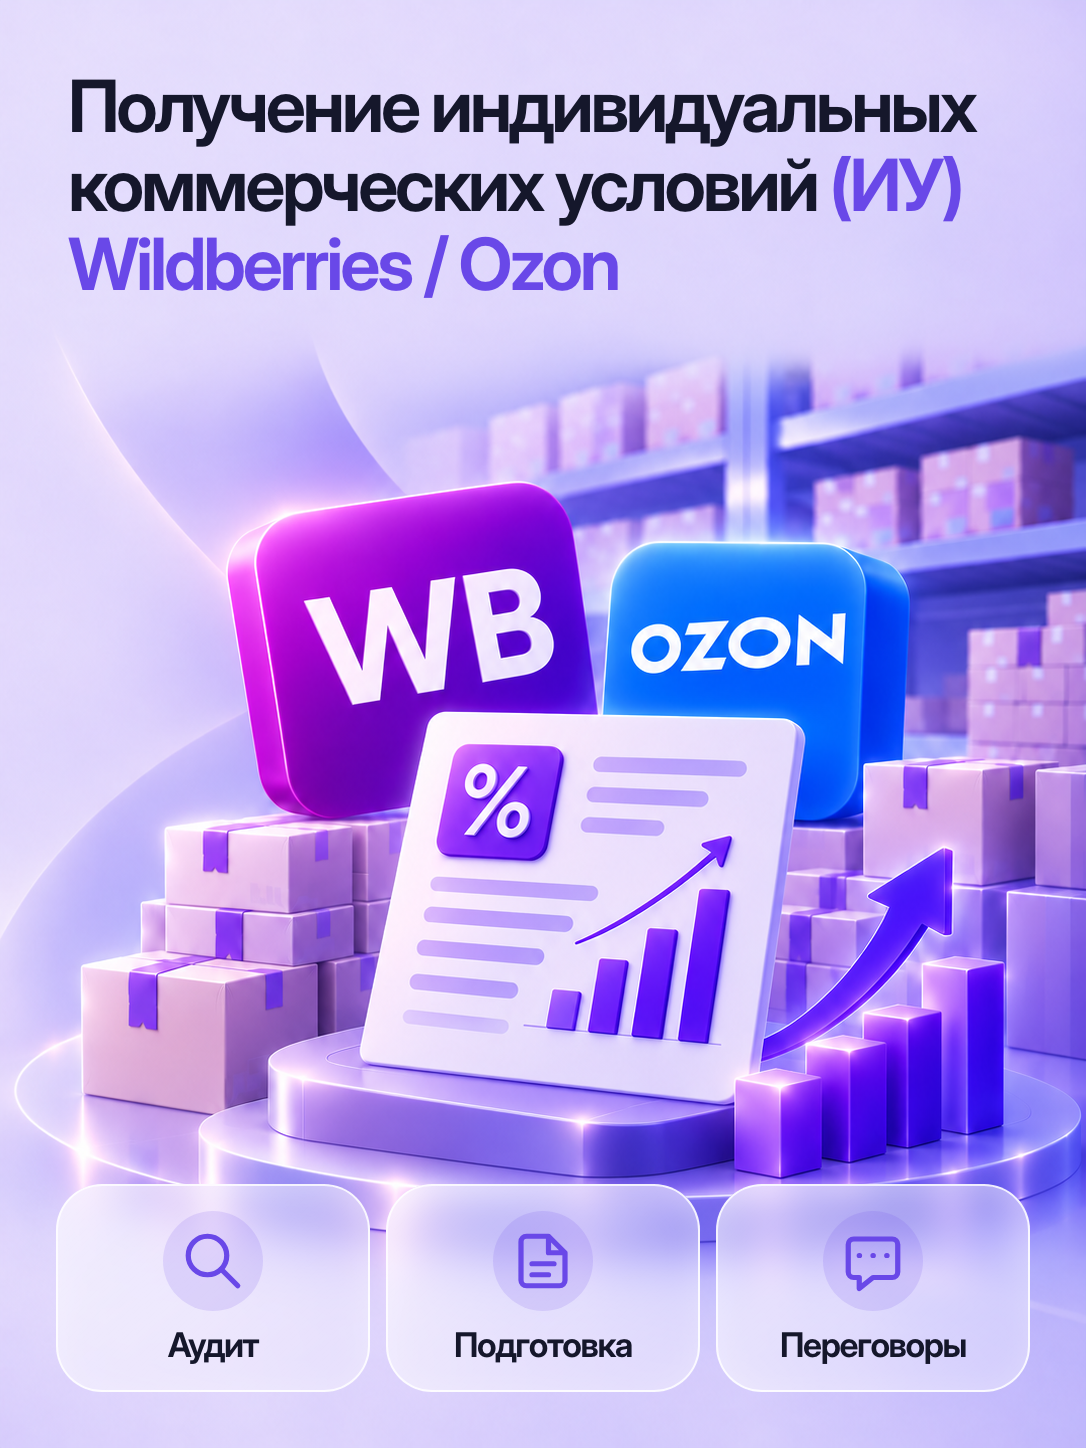 Получение индивидуальных
коммерческих условий (ИУ)
Wildberries / Ozon
WB
OZON
%
Аудит
Подготовка
Переговоры